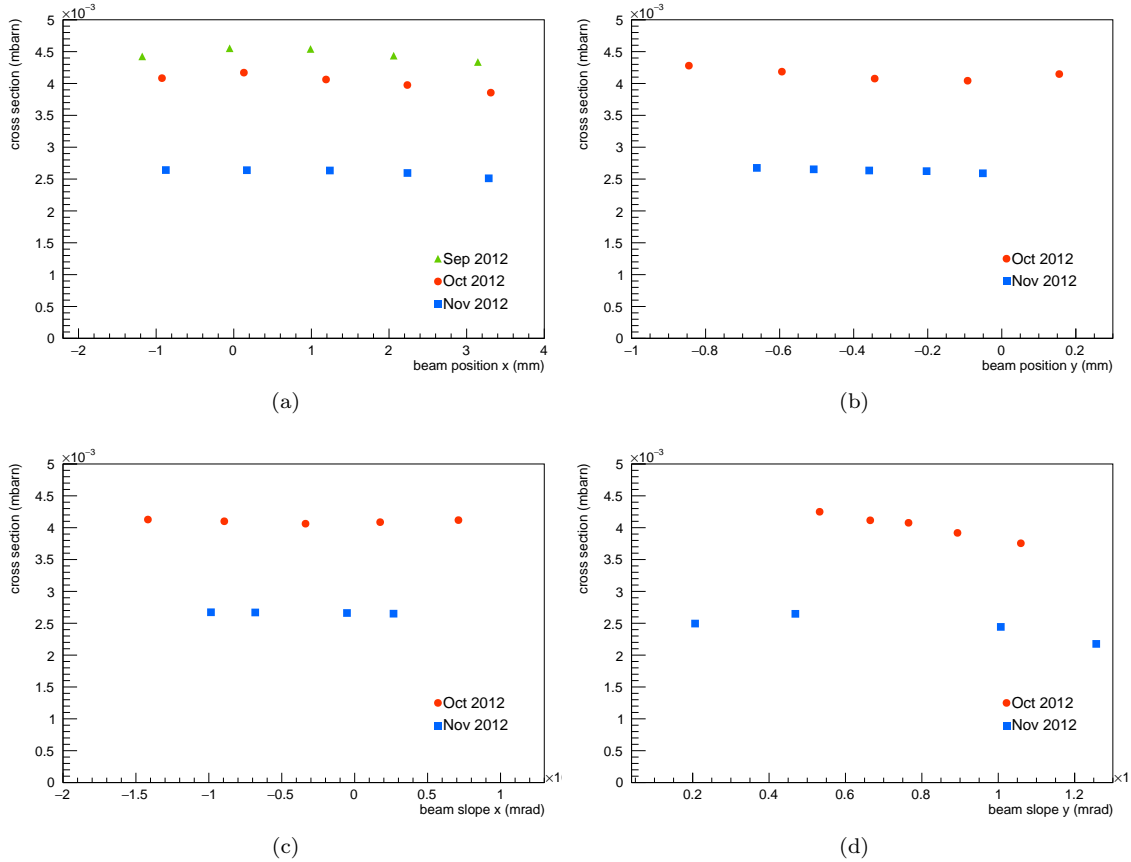 ×10⁻³
cross section (mbarn)
5
4.5
4
3.5
3
2.5
2
1.5
1
0.5
0
Sep 2012
Oct 2012
Nov 2012
−2 −1 0 1 2 3 4
beam position x (mm)
(a)
×10⁻³
cross section (mbarn)
5
4.5
4
3.5
3
2.5
2
1.5
1
0.5
0
Oct 2012
Nov 2012
−1 −0.8 −0.6 −0.4 −0.2 0 0.2
beam position y (mm)
(b)
×10⁻³
cross section (mbarn)
5
4.5
4
3.5
3
2.5
2
1.5
1
0.5
0
Oct 2012
Nov 2012
−2 −1.5 −1 −0.5 0 0.5 1
beam slope x (mrad)
(c)
×10⁻³
cross section (mbarn)
5
4.5
4
3.5
3
2.5
2
1.5
1
0.5
0
Oct 2012
Nov 2012
0.2 0.4 0.6 0.8 1 1.2
beam slope y (mrad)
(d)